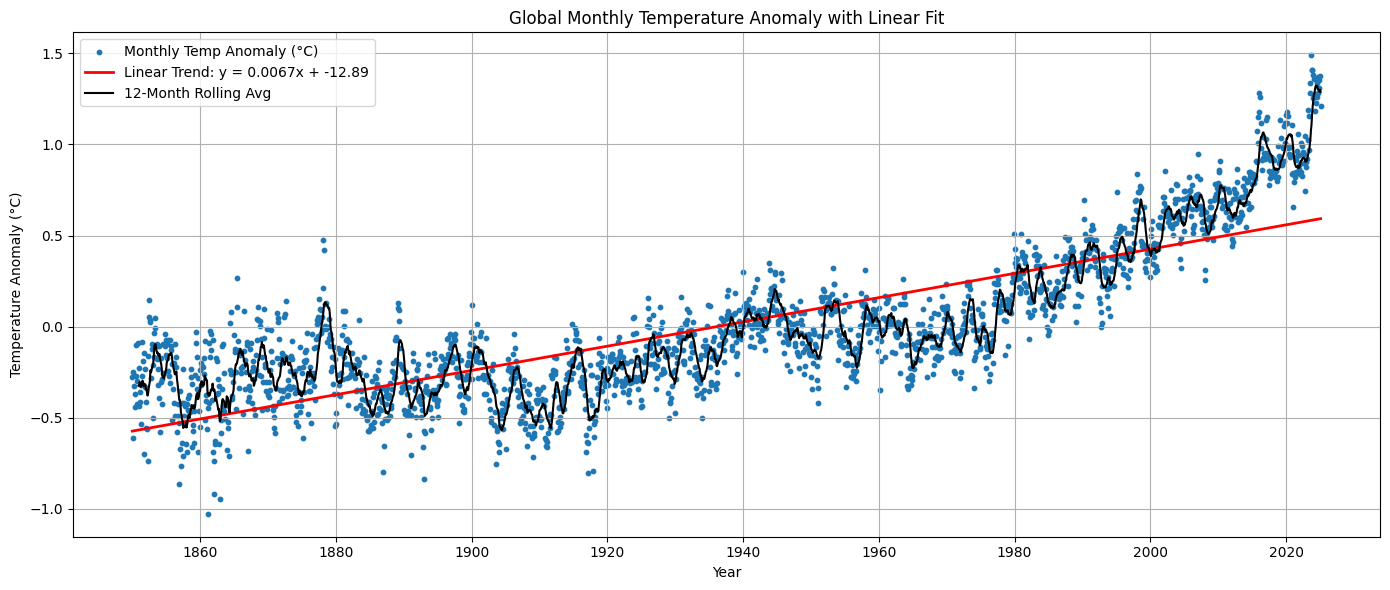 Global Monthly Temperature Anomaly with Linear Fit
Monthly Temp Anomaly (°C)
Linear Trend: y = 0.0067x + -12.89
12-Month Rolling Avg
Temperature Anomaly (°C)
1.5
1.0
0.5
0.0
−0.5
−1.0
1860 1880 1900 1920 1940 1960 1980 2000 2020
Year